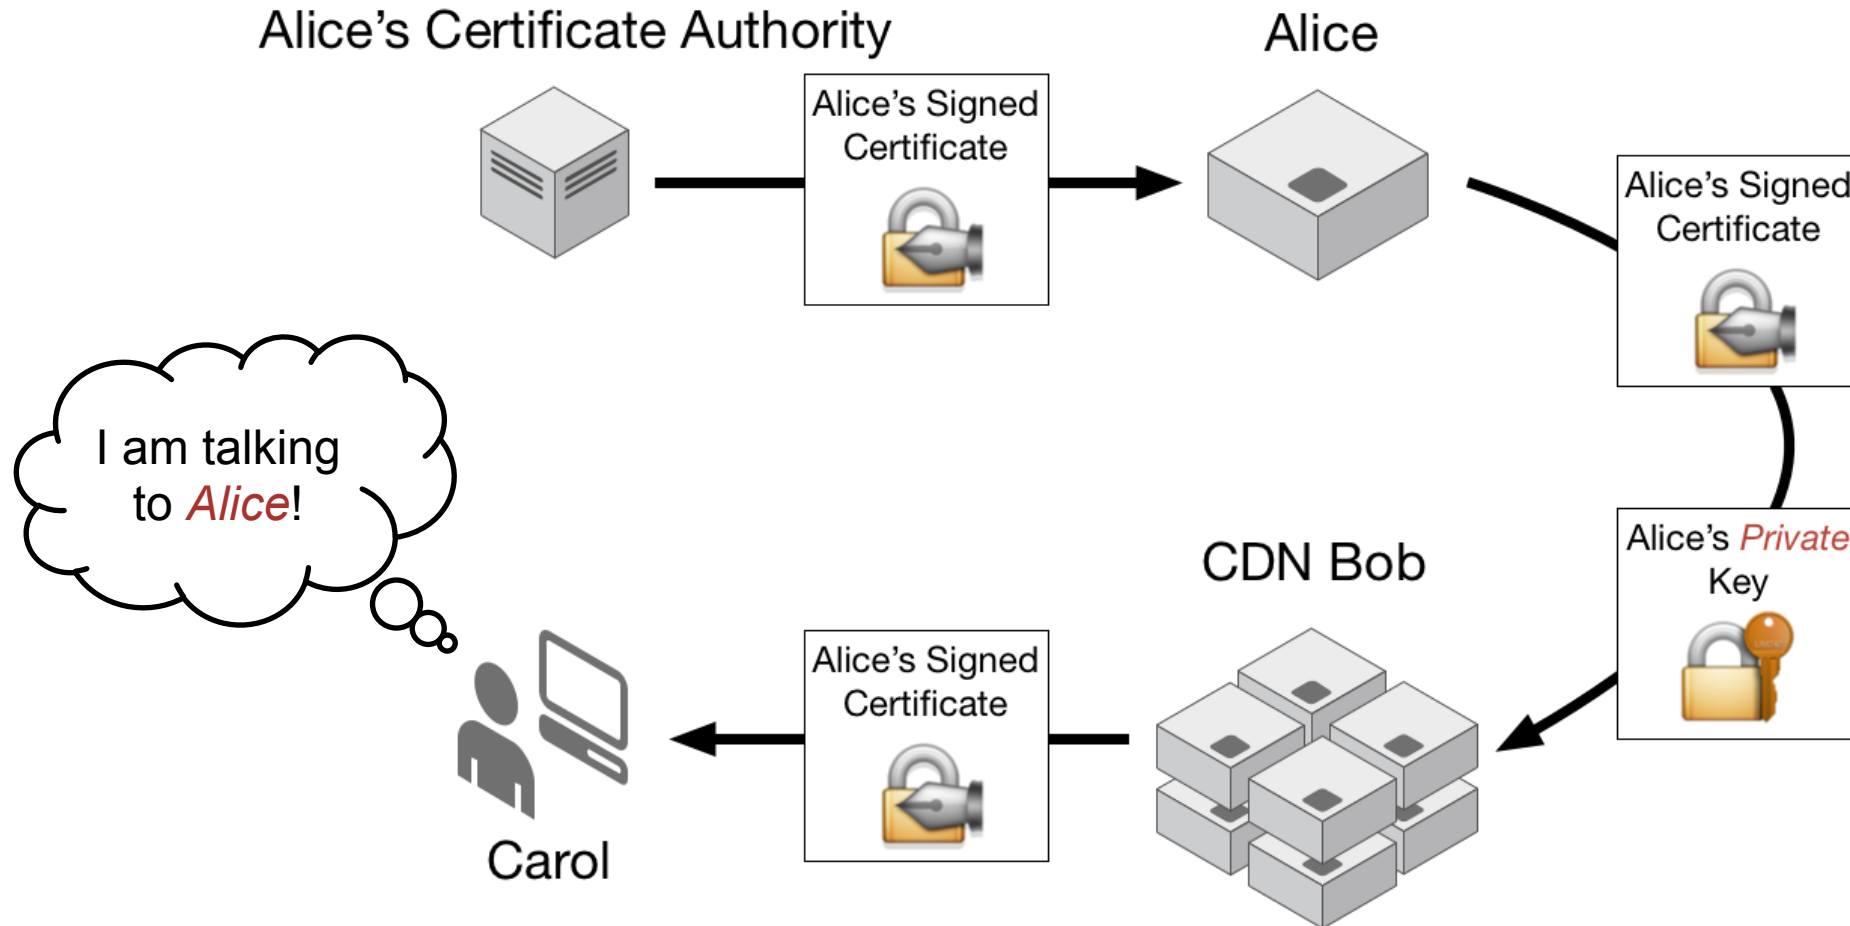 Alice's Certificate Authority
Alice
Alice's Signed
Certificate
Alice's Signed
Certificate
I am talking
to Alice!
Alice's Private
Key
CDN Bob
Alice's Signed
Certificate
Carol